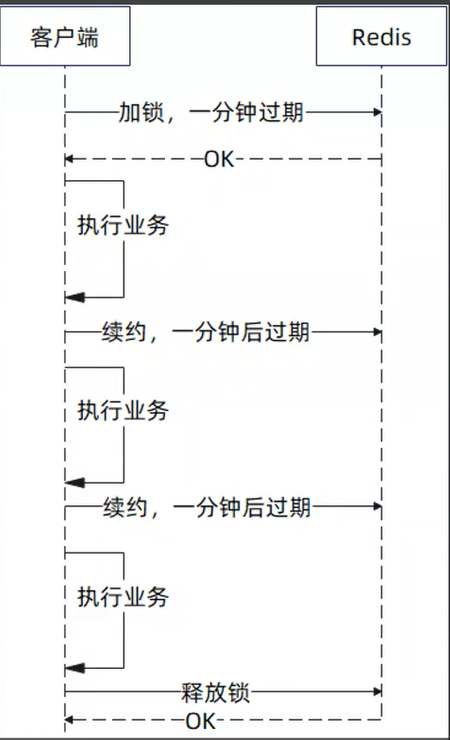 客户端
Redis
加锁，一分钟过期
OK
执行业务
续约，一分钟后过期
执行业务
续约，一分钟后过期
执行业务
释放锁
OK